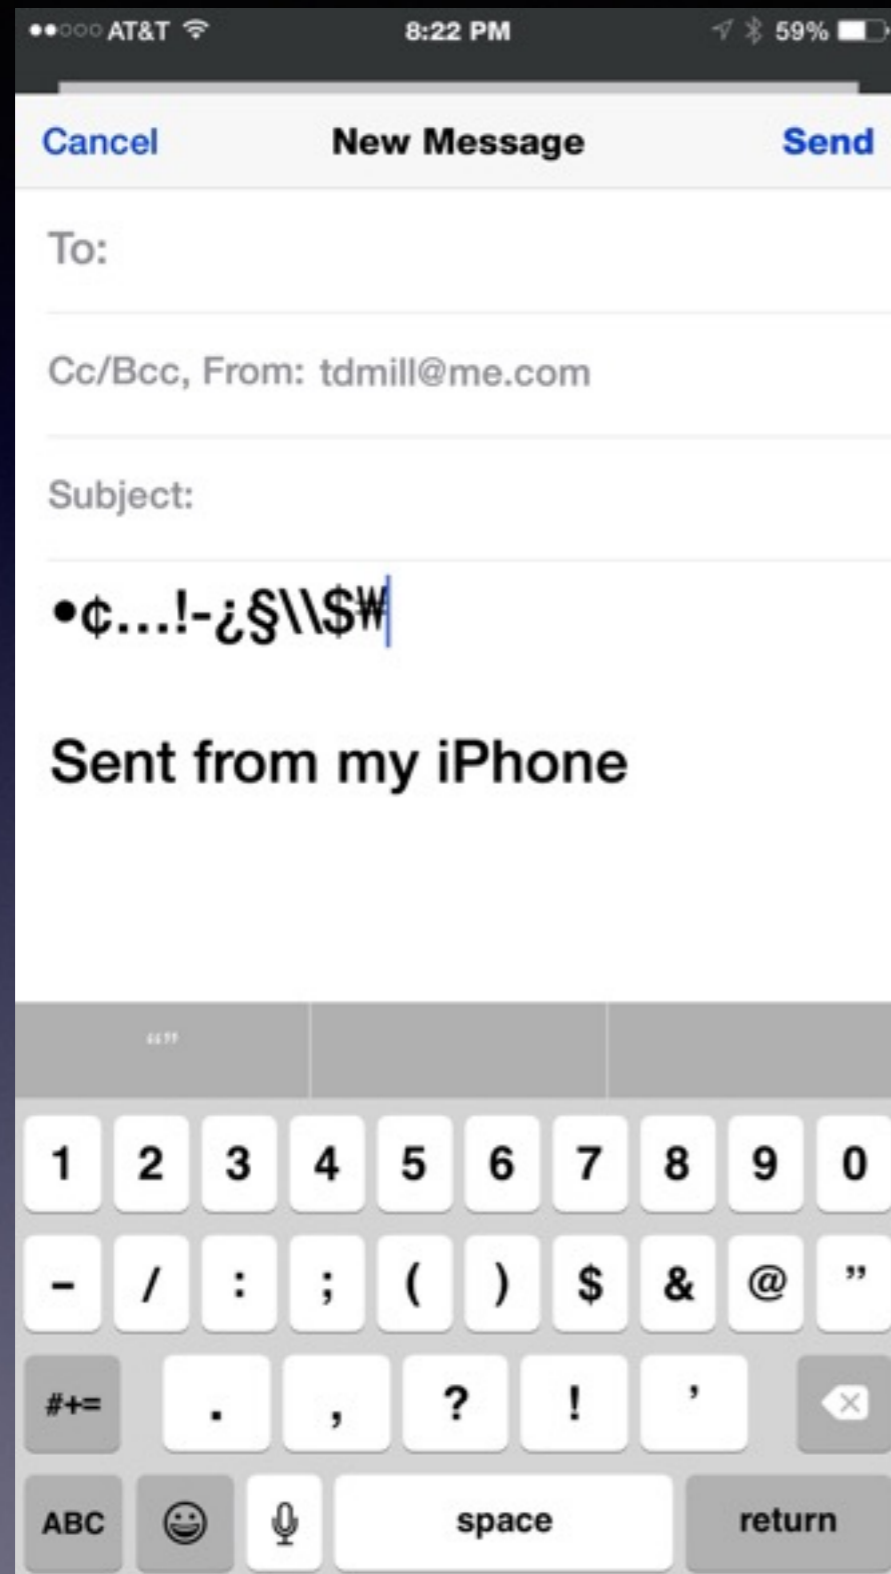 AT&T 8:22 PM 59%
Cancel New Message Send
To:
Cc/Bcc, From: tdmill@me.com
Subject:
•¢…!-¿§\\$₩
Sent from my iPhone
“”
1 2 3 4 5 6 7 8 9 0
- / : ; ( ) $ & @ ”
#+= . , ? ! ’
ABC space return